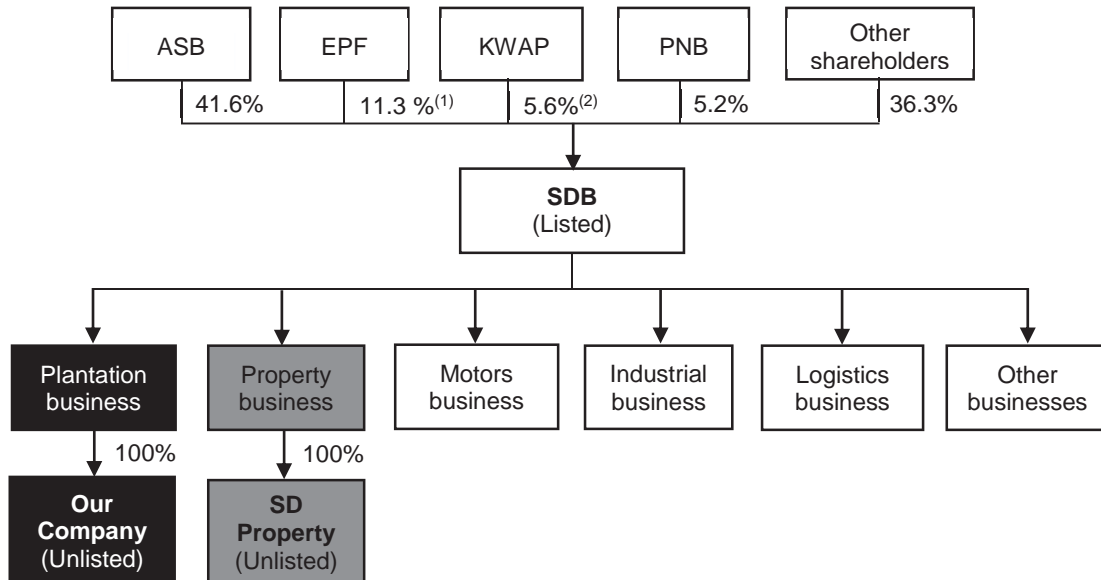 ASB
EPF
KWAP
PNB
Other
shareholders
41.6%
11.3 %(1)
5.6%(2)
5.2%
36.3%
SDB
(Listed)
Plantation
business
Property
business
Motors
business
Industrial
business
Logistics
business
Other
businesses
100%
100%
Our
Company
(Unlisted)
SD
Property
(Unlisted)